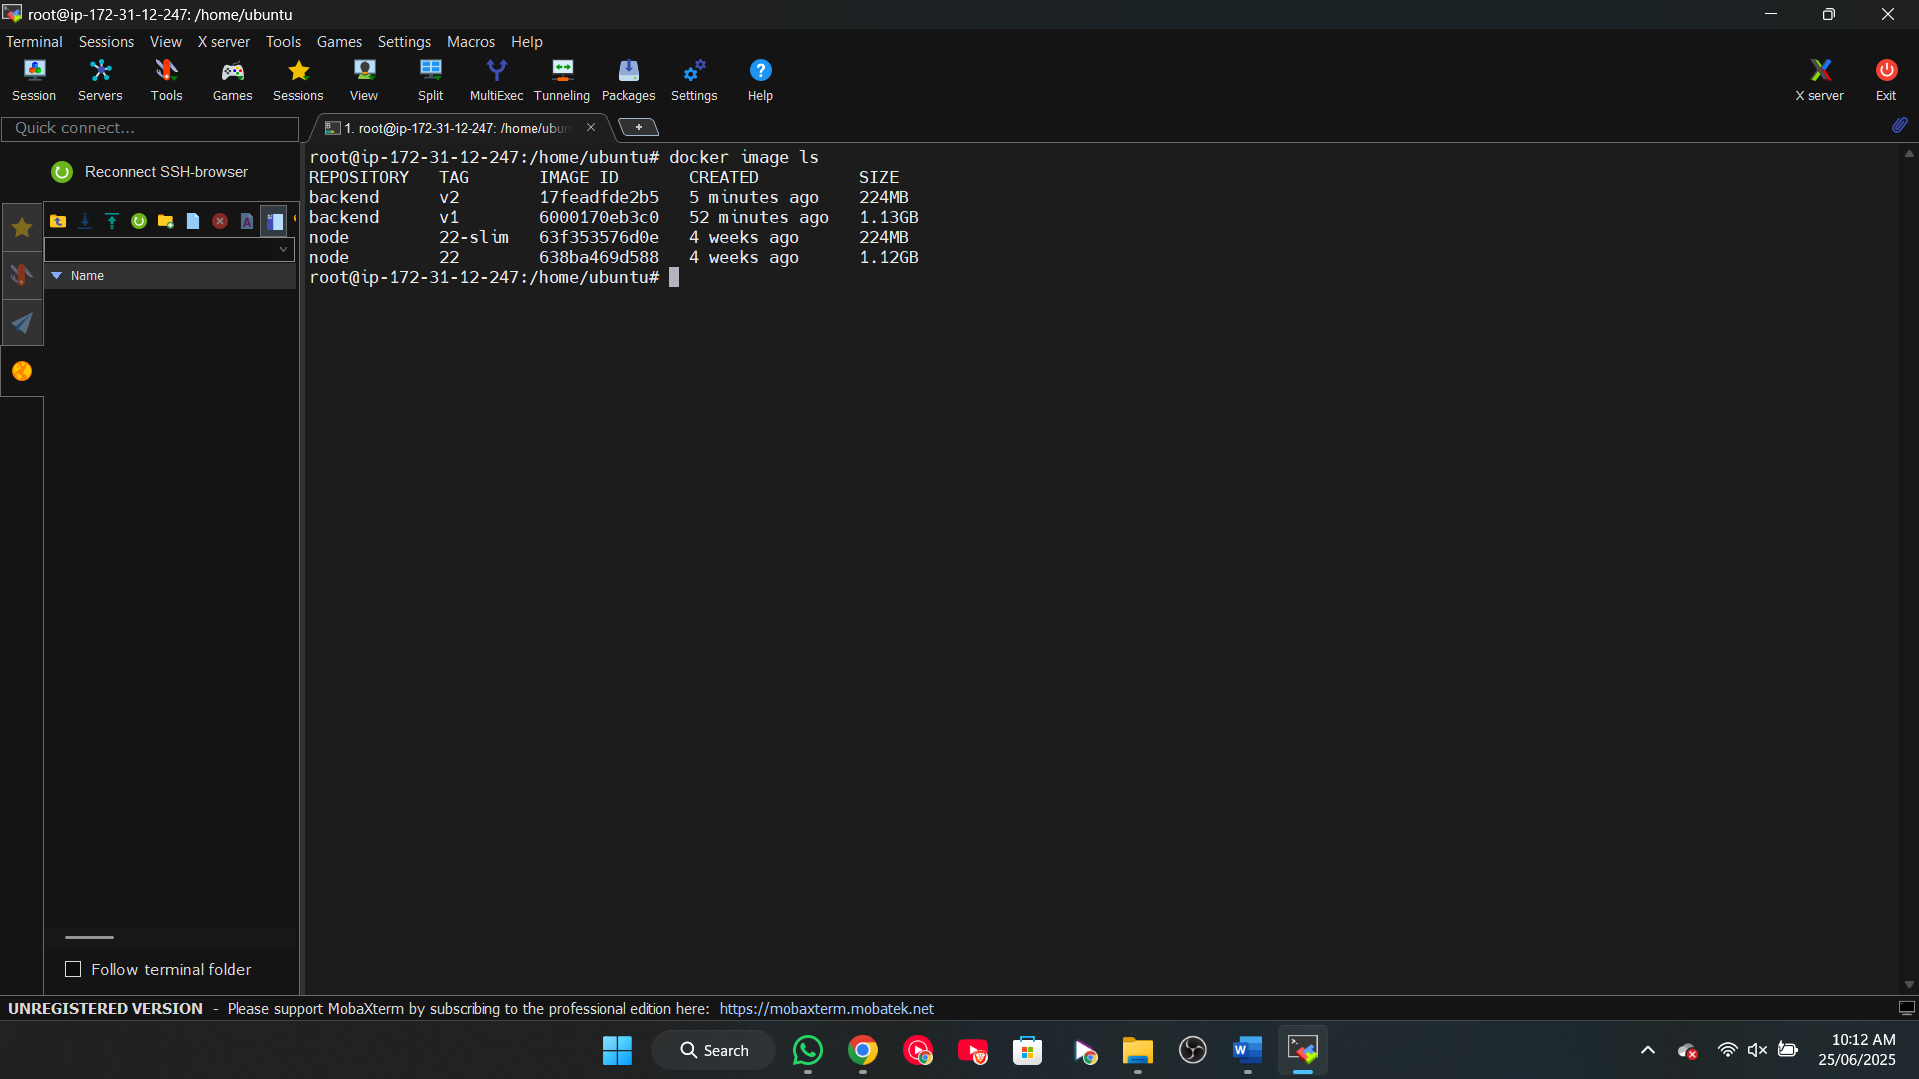 root@ip-172-31-12-247: /home/ubuntu
Terminal Sessions View X server Tools Games Settings Macros Help
Session Servers Tools Games Sessions View Split MultiExec Tunneling Packages Settings Help X server Exit
Quick connect...
1. root@ip-172-31-12-247: /home/ubun
Reconnect SSH-browser
Name
root@ip-172-31-12-247:/home/ubuntu# docker image ls
REPOSITORY TAG IMAGE ID CREATED SIZE
backend v2 17feadfde2b5 5 minutes ago 224MB
backend v1 6000170eb3c0 52 minutes ago 1.13GB
node 22-slim 63f353576d0e 4 weeks ago 224MB
node 22 638ba469d588 4 weeks ago 1.12GB
root@ip-172-31-12-247:/home/ubuntu#
Follow terminal folder
UNREGISTERED VERSION - Please support MobaXterm by subscribing to the professional edition here: https://mobaxterm.mobatek.net
Search
10:12 AM
25/06/2025